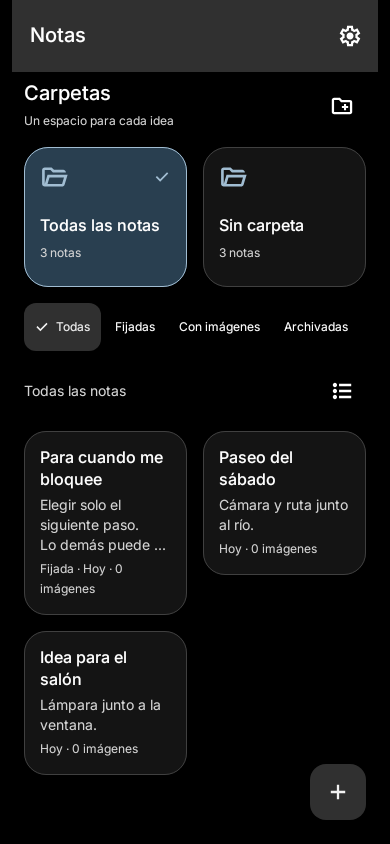 Notas
Carpetas
Un espacio para cada idea
Todas las notas
3 notas
Sin carpeta
3 notas
Todas
Fijadas
Con imágenes
Archivadas
Todas las notas
Para cuando me
bloquee
Elegir solo el
siguiente paso.
Lo demás puede ...
Fijada · Hoy · 0
imágenes
Paseo del
sábado
Cámara y ruta junto
al río.
Hoy · 0 imágenes
Idea para el
salón
Lámpara junto a la
ventana.
Hoy · 0 imágenes